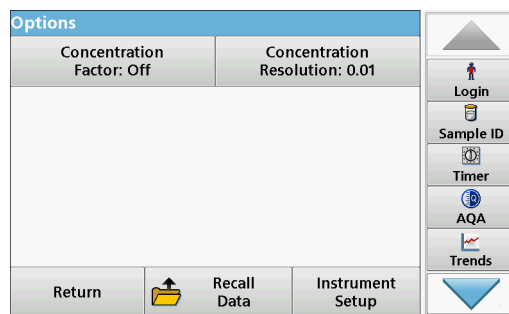 Options
Concentration
Factor: Off
Concentration
Resolution: 0.01
Login
Sample ID
Timer
AQA
Trends
Return
Recall
Data
Instrument
Setup